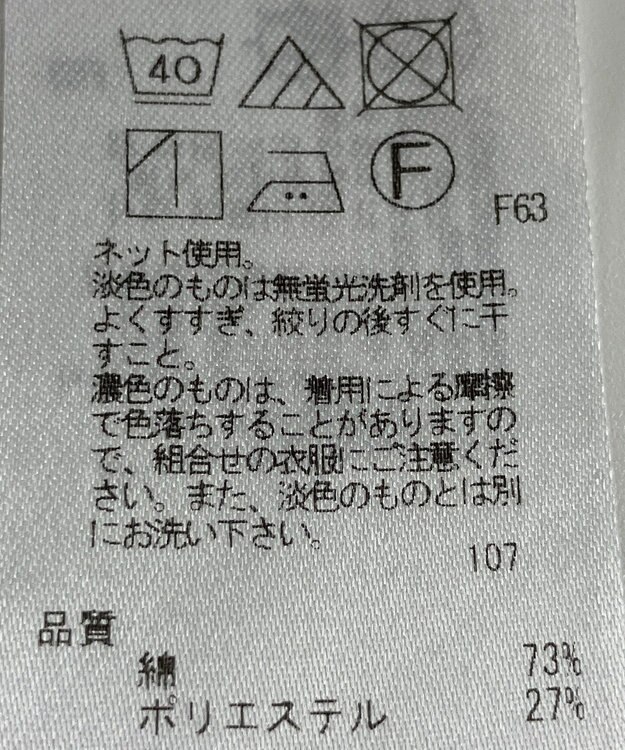 40
F
F63
ネット使用。
淡色のものは無蛍光洗剤を使用。
よくすすぎ、絞りの後すぐに干
すこと。
濃色のものは、着用による摩擦
で色落ちすることがありますの
で、組合せの衣服にご注意くだ
さい。また、淡色のものとは別
にお洗い下さい。
107
品質
綿 73%
ポリエステル 27%